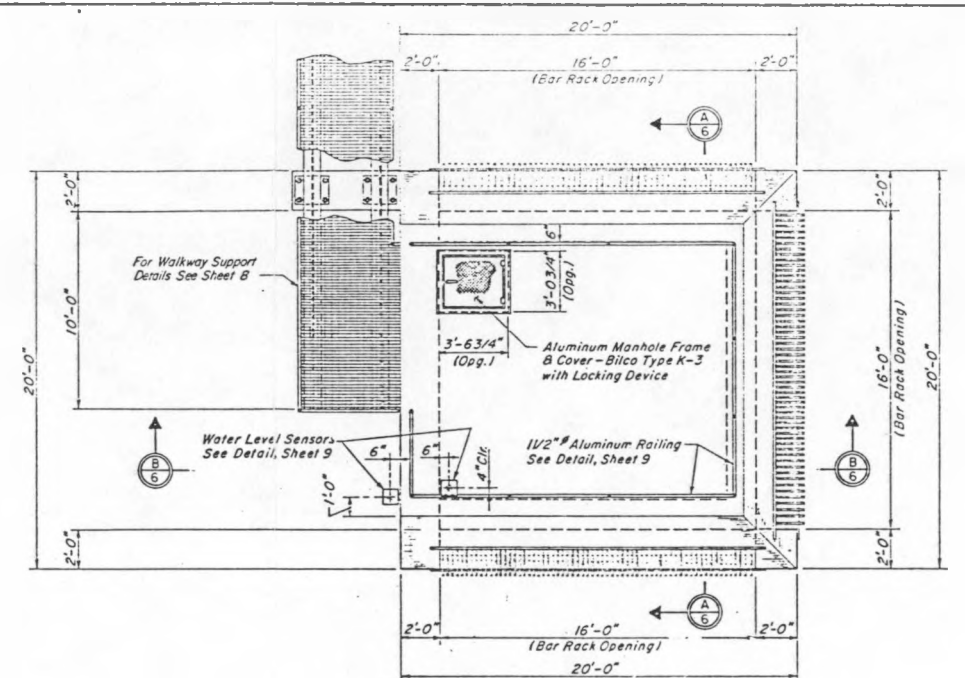 20'-0"
2'-0" 16'-0" 2'-0"
(Bar Rack Opening)
A
6
2'-0"
2'-0"
6"
For Walkway Support
Details See Sheet 8
3'-0 3/4"
(Opg.)
10'-0"
3'-6 3/4"
(Opg.)
Aluminum Manhole Frame
& Cover - Bilco Type K-3
with Locking Device
20'-0"
16'-0"
(Bar Rack Opening)
20'-0"
Water Level Sensors
See Detail, Sheet 9
6" 6"
4" Clr.
1 1/2" ø Aluminum Railing
See Detail, Sheet 9
B
6
B
6
1'-0"
2'-0"
2'-0"
A
6
2'-0" 16'-0" 2'-0"
(Bar Rack Opening)
20'-0"